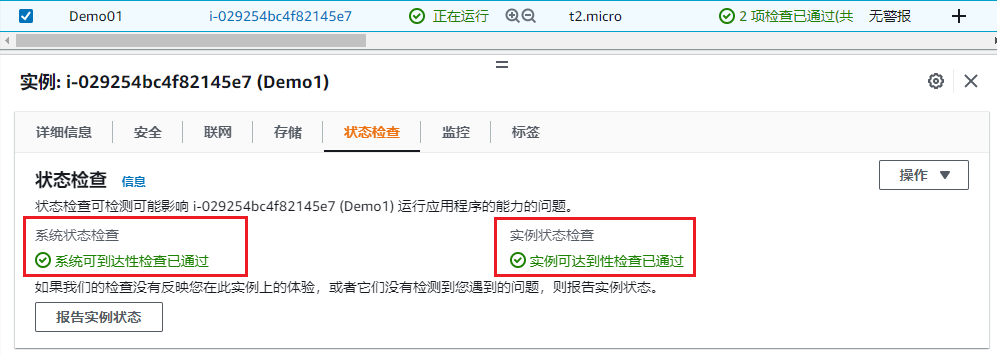 Demo01 i-029254bc4f82145e7 正在运行 t2.micro 2 项检查已通过(共 无警报
实例: i-029254bc4f82145e7 (Demo1)
详细信息 安全 联网 存储 状态检查 监控 标签
状态检查 信息 操作
状态检查可检测可能影响 i-029254bc4f82145e7 (Demo1) 运行应用程序的能力的问题。
系统状态检查 实例状态检查
系统可到达性检查已通过 实例可达到性检查已通过
如果我们的检查没有反映您在此实例上的体验，或者它们没有检测到您遇到的问题，则报告实例状态。
报告实例状态